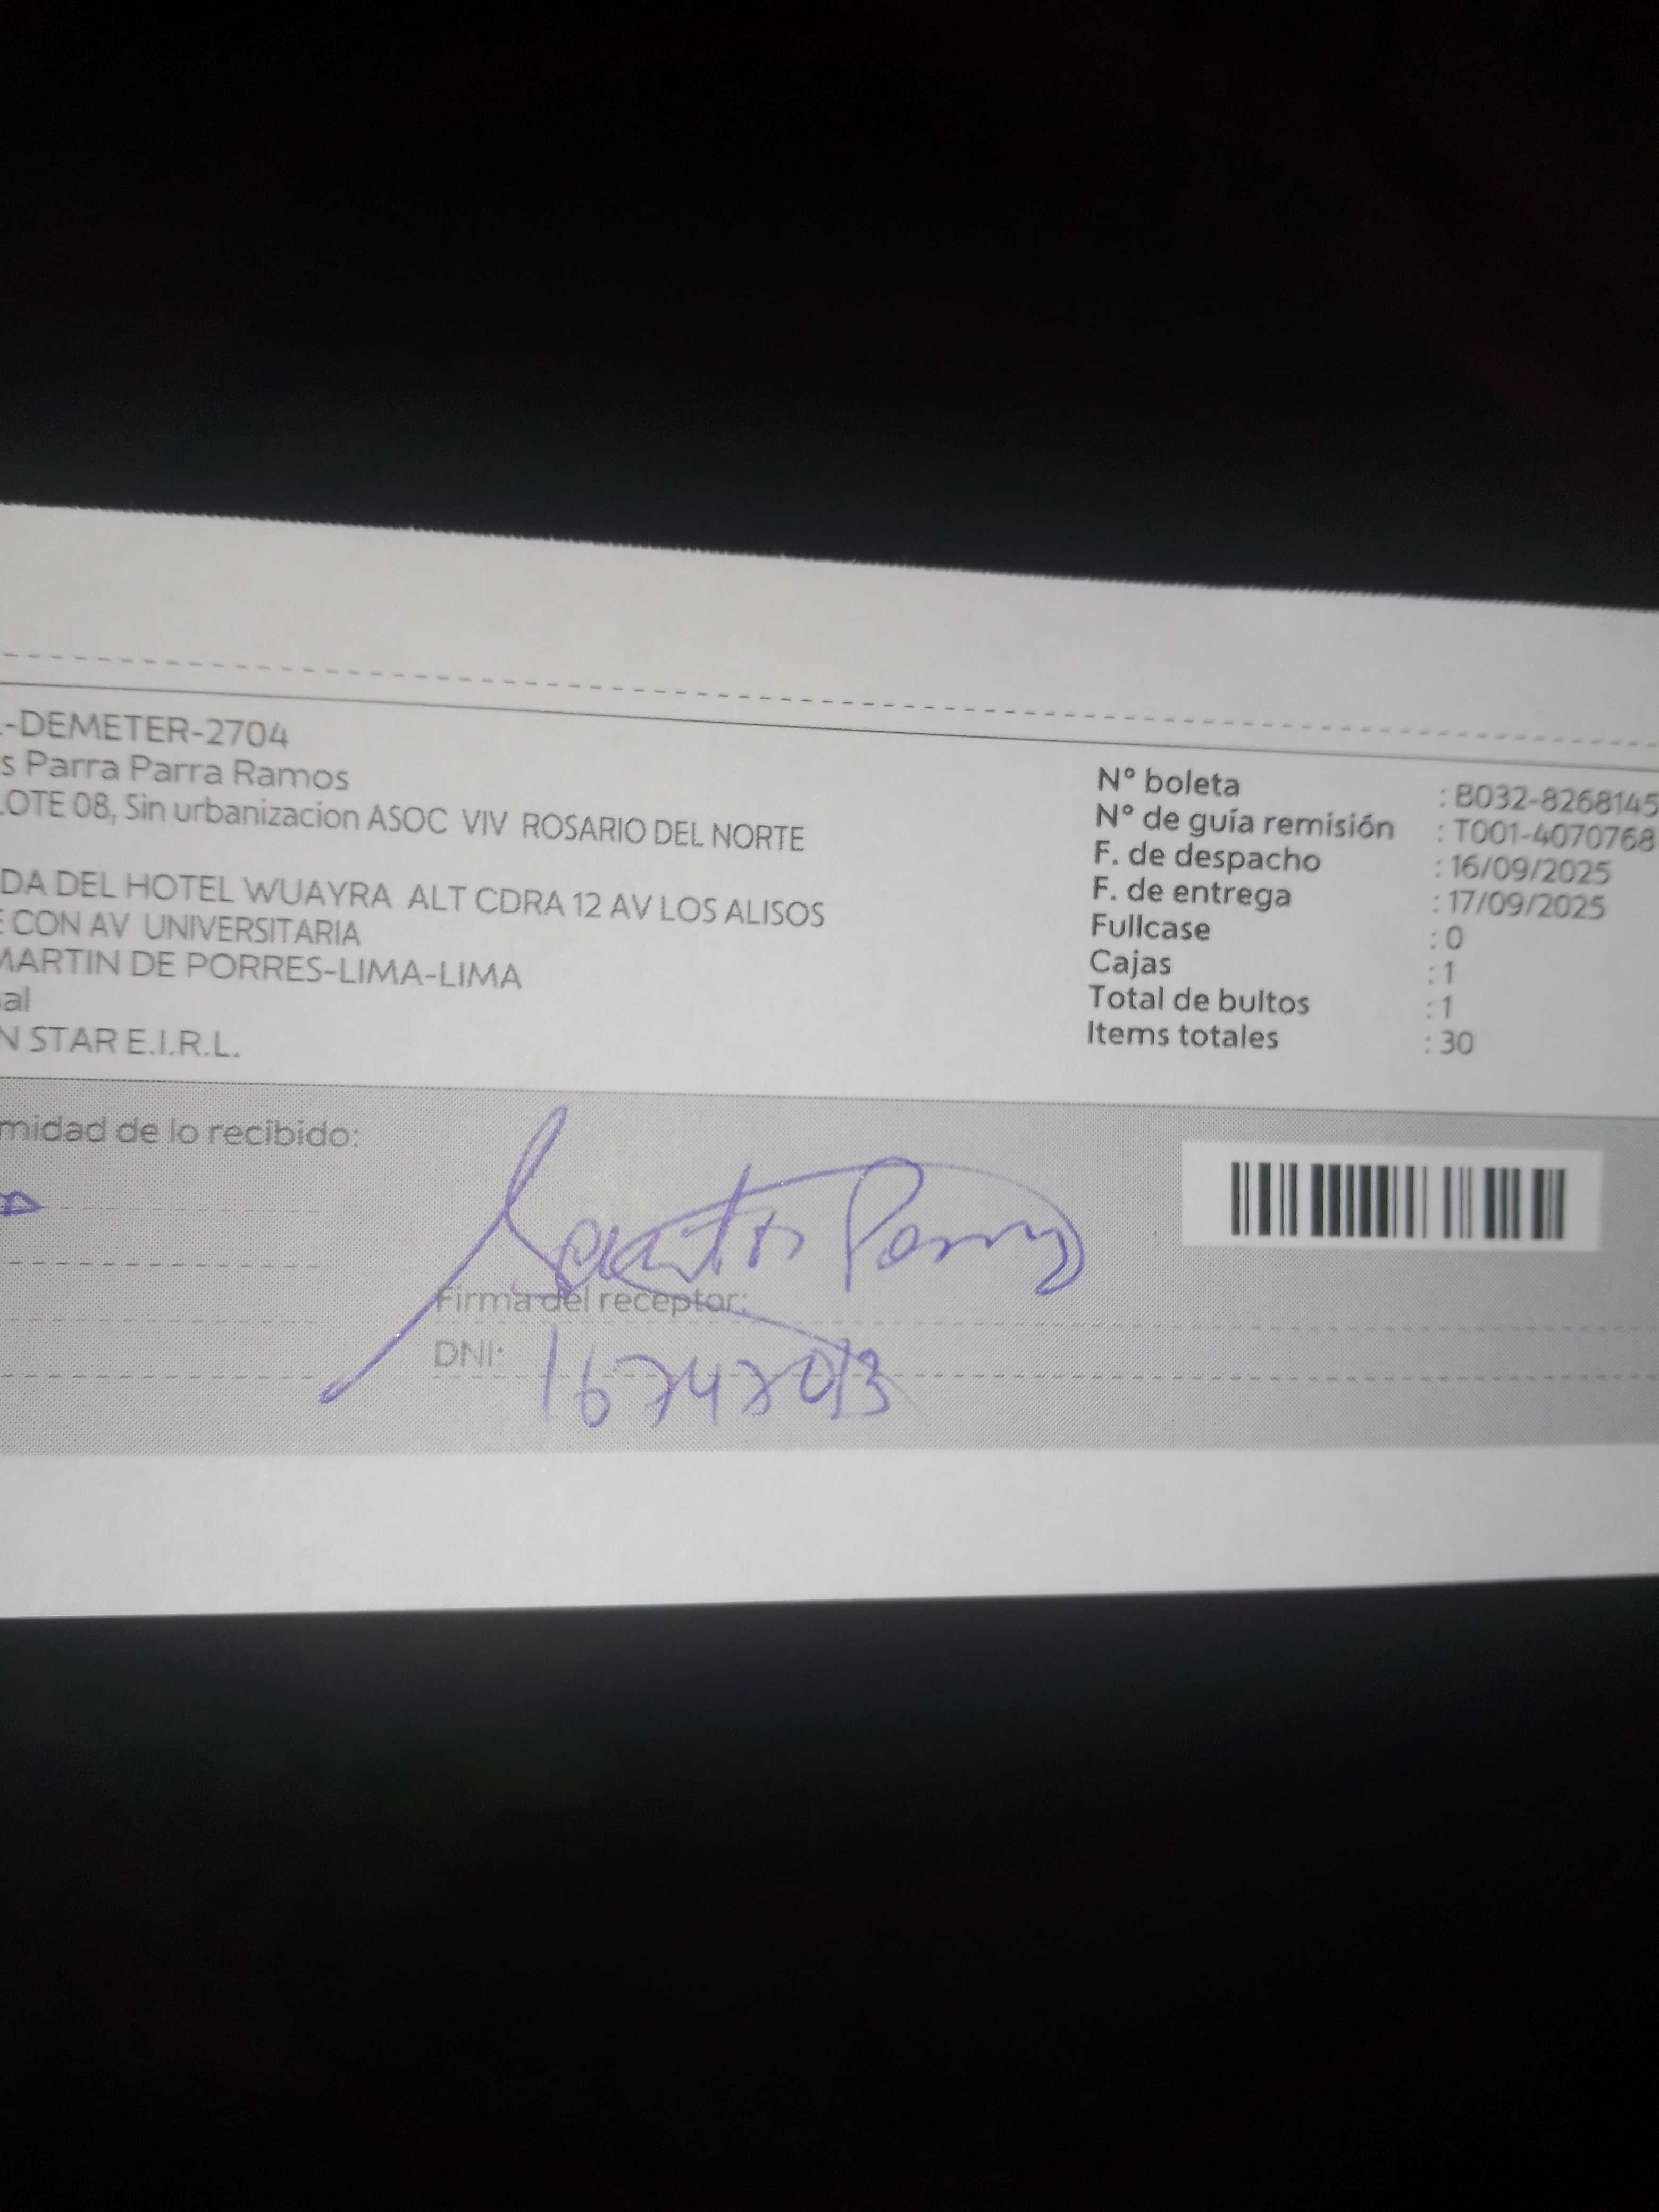 -DEMETER-2704
s Parra Parra Ramos
LOTE 08, Sin urbanizacion ASOC VIV ROSARIO DEL NORTE
DA DEL HOTEL WUAYRA ALT CDRA 12 AV LOS ALISOS
E CON AV UNIVERSITARIA
MARTIN DE PORRES-LIMA-LIMA
al
N STAR E.I.R.L.
N° boleta : B032-8268145
N° de guía remisión : T001-4070768
F. de despacho : 16/09/2025
F. de entrega : 17/09/2025
Fullcase : 0
Cajas : 1
Total de bultos : 1
Items totales : 30
midad de lo recibido:
Santos Parra
Firma del receptor:
DNI: